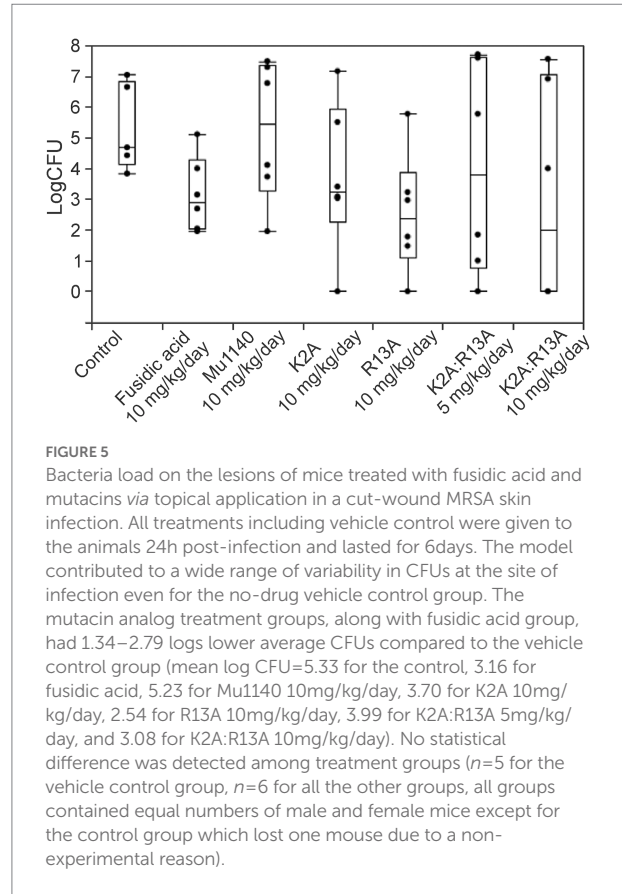 8
7
6
5
4
3
2
1
0
LogCFU
Control
Fusidic acid
10 mg/kg/day
Mu1140
10 mg/kg/day
K2A
10 mg/kg/day
R13A
10 mg/kg/day
K2A:R13A
5 mg/kg/day
K2A:R13A
10 mg/kg/day
FIGURE 5
Bacteria load on the lesions of mice treated with fusidic acid and
mutacins via topical application in a cut-wound MRSA skin
infection. All treatments including vehicle control were given to
the animals 24h post-infection and lasted for 6days. The model
contributed to a wide range of variability in CFUs at the site of
infection even for the no-drug vehicle control group. The
mutacin analog treatment groups, along with fusidic acid group,
had 1.34–2.79 logs lower average CFUs compared to the vehicle
control group (mean log CFU=5.33 for the control, 3.16 for
fusidic acid, 5.23 for Mu1140 10mg/kg/day, 3.70 for K2A 10mg/
kg/day, 2.54 for R13A 10mg/kg/day, 3.99 for K2A:R13A 5mg/kg/
day, and 3.08 for K2A:R13A 10mg/kg/day). No statistical
difference was detected among treatment groups (n=5 for the
vehicle control group, n=6 for all the other groups, all groups
contained equal numbers of male and female mice except for
the control group which lost one mouse due to a non-
experimental reason).